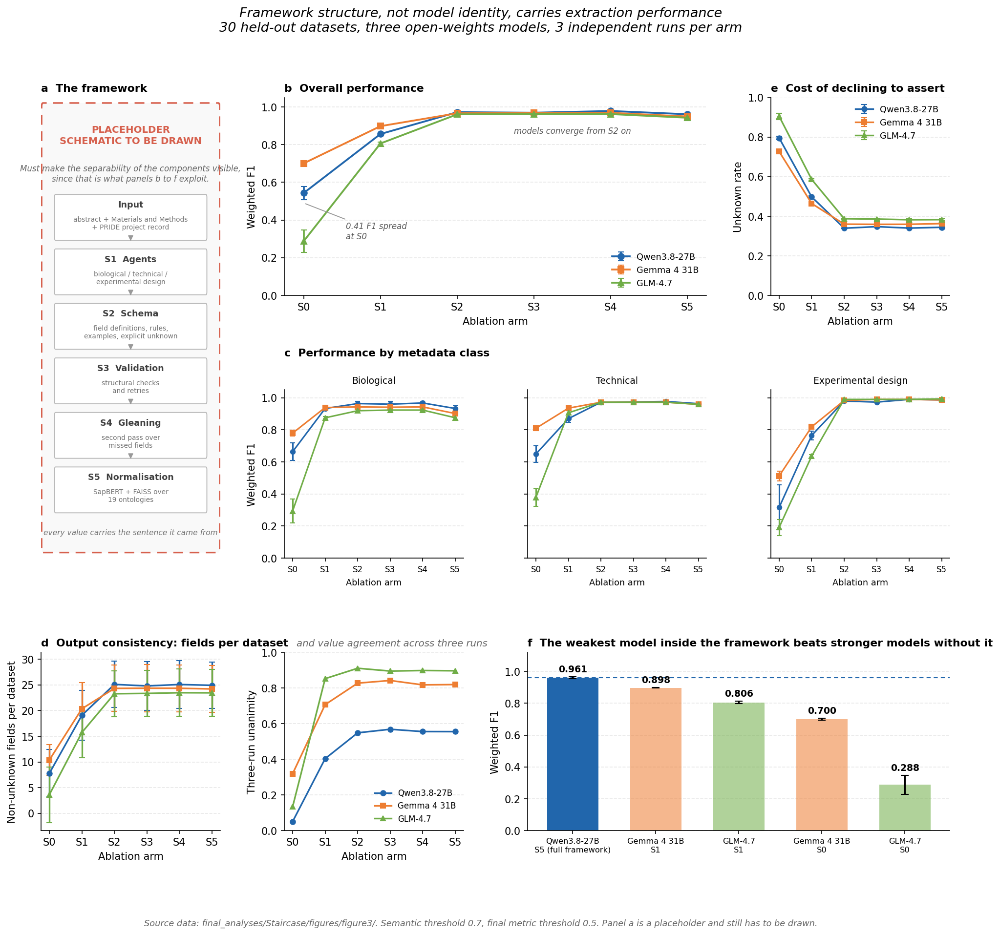 Framework structure, not model identity, carries extraction performance
30 held-out datasets, three open-weights models, 3 independent runs per arm
a  The framework
PLACEHOLDER
SCHEMATIC TO BE DRAWN
Must make the separability of the components visible,
since that is what panels b to f exploit.
Input
abstract + Materials and Methods
+ PRIDE project record
S1  Agents
biological / technical /
experimental design
S2  Schema
field definitions, rules,
examples, explicit unknown
S3  Validation
structural checks
and retries
S4  Gleaning
second pass over
missed fields
S5  Normalisation
SapBERT + FAISS over
19 ontologies
every value carries the sentence it came from
b  Overall performance
Weighted F1
1.0
0.8
0.6
0.4
0.2
0.0
models converge from S2 on
0.41 F1 spread
at S0
Qwen3.8-27B
Gemma 4 31B
GLM-4.7
S0 S1 S2 S3 S4 S5
Ablation arm
e  Cost of declining to assert
Unknown rate
1.0
0.8
0.6
0.4
0.2
0.0
Qwen3.8-27B
Gemma 4 31B
GLM-4.7
S0 S1 S2 S3 S4 S5
Ablation arm
c  Performance by metadata class
Biological
Weighted F1
1.0
0.8
0.6
0.4
0.2
0.0
S0 S1 S2 S3 S4 S5
Ablation arm
Technical
S0 S1 S2 S3 S4 S5
Ablation arm
Experimental design
S0 S1 S2 S3 S4 S5
Ablation arm
d  Output consistency: fields per dataset
Non-unknown fields per dataset
30
25
20
15
10
5
0
S0 S1 S2 S3 S4 S5
Ablation arm
and value agreement across three runs
Three-run unanimity
1.0
0.8
0.6
0.4
0.2
0.0
Qwen3.8-27B
Gemma 4 31B
GLM-4.7
S0 S1 S2 S3 S4 S5
Ablation arm
f  The weakest model inside the framework beats stronger models without it
Weighted F1
1.0
0.8
0.6
0.4
0.2
0.0
0.961
0.898
0.806
0.700
0.288
Qwen3.8-27B
S5 (full framework)
Gemma 4 31B
S1
GLM-4.7
S1
Gemma 4 31B
S0
GLM-4.7
S0
Source data: final_analyses/Staircase/figures/figure3/. Semantic threshold 0.7, final metric threshold 0.5. Panel a is a placeholder and still has to be drawn.